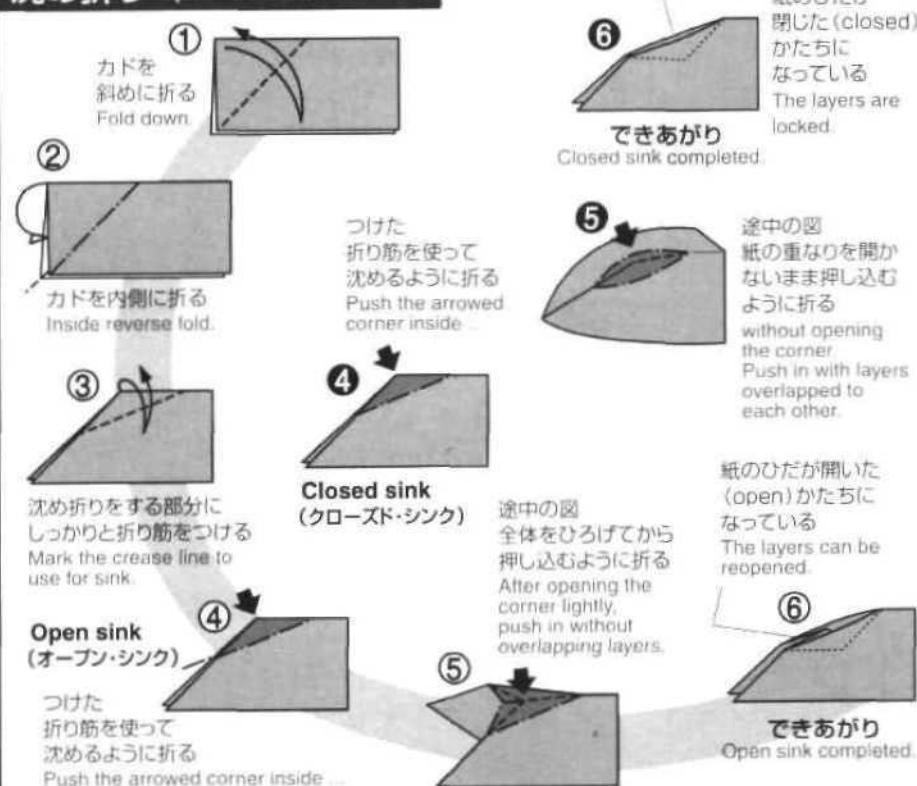 ①
カドを
斜めに折る
Fold down.
②
カドを内側に折る
Inside reverse fold.
③
沈め折りをする部分に
しっかりと折り筋をつける
Mark the crease line to
use for sink.
Open sink
(オープン・シンク)
④
つけた
折り筋を使って
沈めるように折る
Push the arrowed corner inside ...
⑤
途中の図
全体をひろげてから
押し込むように折る
After opening the
corner lightly,
push in without
overlapping layers.
⑥
紙のひだが開いた
(open)かたちに
なっている
The layers can be
reopened.
できあがり
Open sink completed.
つけた
折り筋を使って
沈めるように折る
Push the arrowed
corner inside ...
❹
Closed sink
(クローズド・シンク)
❺
途中の図
紙の重なりを開か
ないまま押し込む
ように折る
without opening
the corner.
Push in with layers
overlapped to
each other.
❻
閉じた(closed)
かたちに
なっている
The layers are
locked.
できあがり
Closed sink completed.